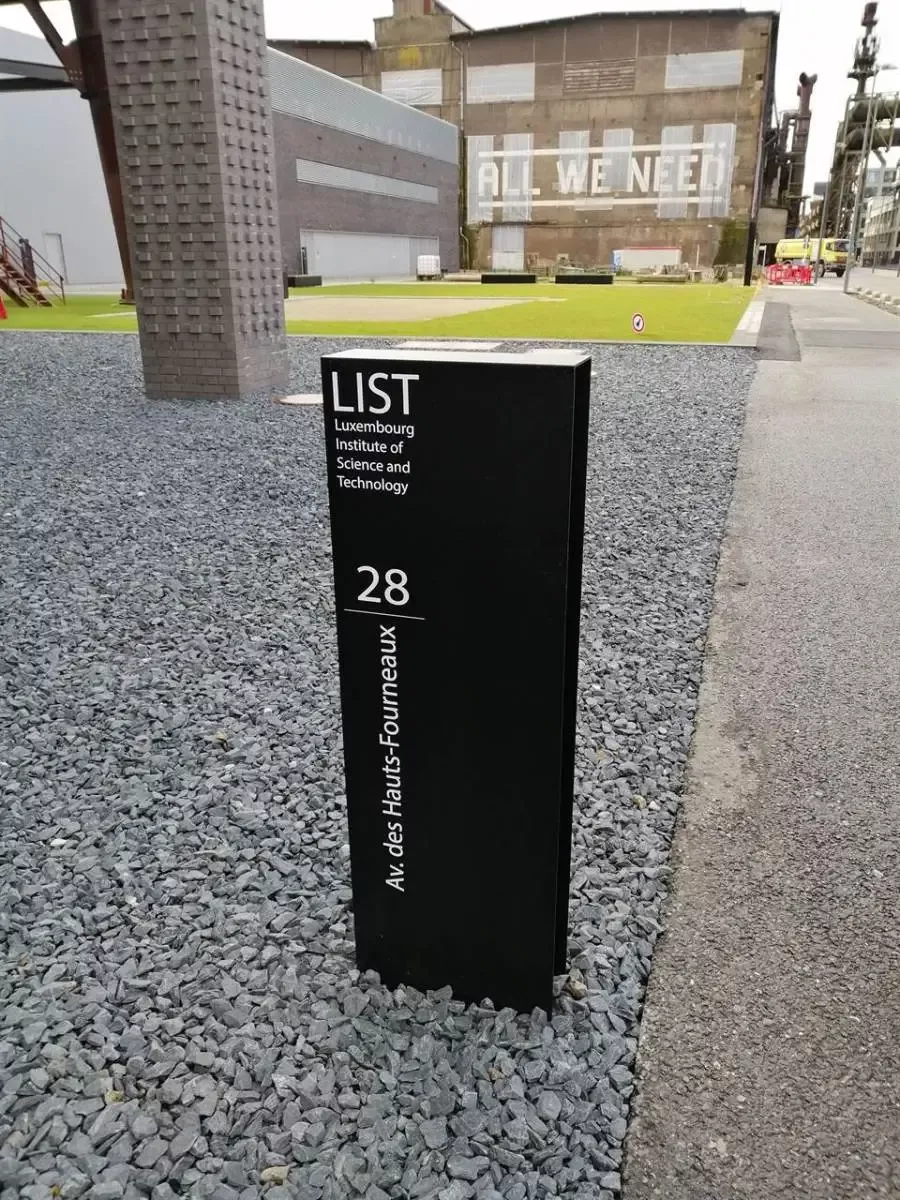 ALL WE NEED
LIST
Luxembourg
Institute of
Science and
Technology
28
Av. des Hauts-Fourneaux